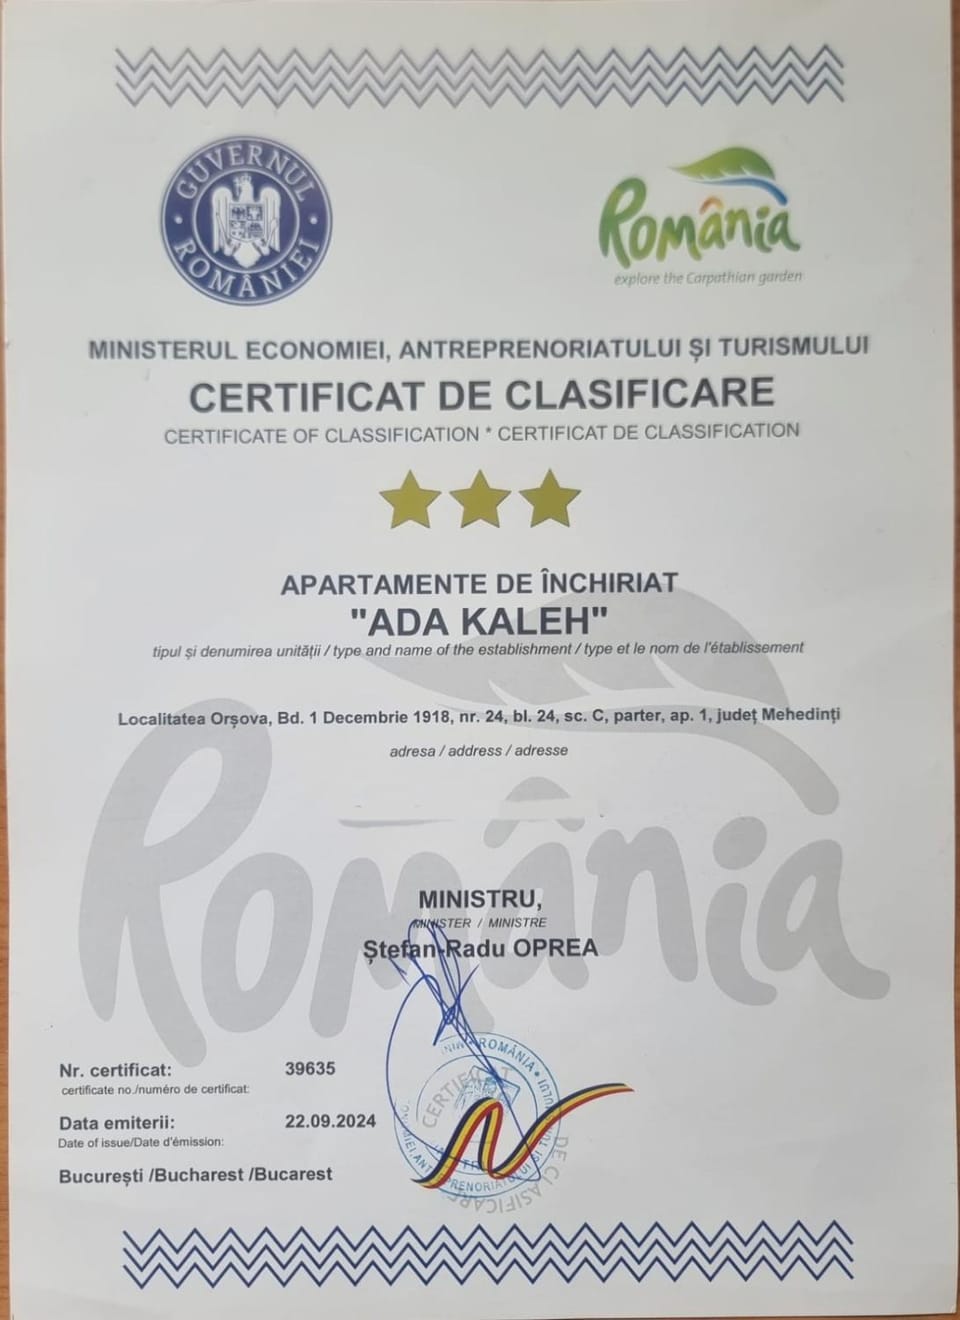 GUVERNUL ROMÂNIEI
România
explore the Carpathian garden
MINISTERUL ECONOMIEI, ANTREPRENORIATULUI ȘI TURISMULUI
CERTIFICAT DE CLASIFICARE
CERTIFICATE OF CLASSIFICATION * CERTIFICAT DE CLASSIFICATION
APARTAMENTE DE ÎNCHIRIAT
"ADA KALEH"
tipul și denumirea unității / type and name of the establishment / type et le nom de l'établissement
Localitatea Orșova, Bd. 1 Decembrie 1918, nr. 24, bl. 24, sc. C, parter, ap. 1, județ Mehedinți
adresa / address / adresse
România
MINISTRU,
MINISTER / MINISTRE
Ștefan-Radu OPREA
Nr. certificat: 39635
certificate no./numéro de certificat:
Data emiterii: 22.09.2024
Date of issue/Date d'émission:
București /Bucharest /Bucarest
ROMÂNIA
DE CLASIFICARE